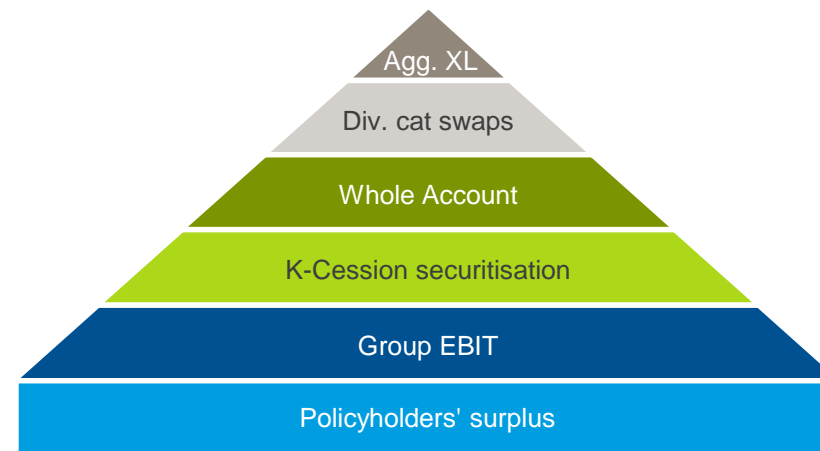 Agg. XL
Div. cat swaps
Whole Account
K-Cession securitisation
Group EBIT
Policyholders' surplus